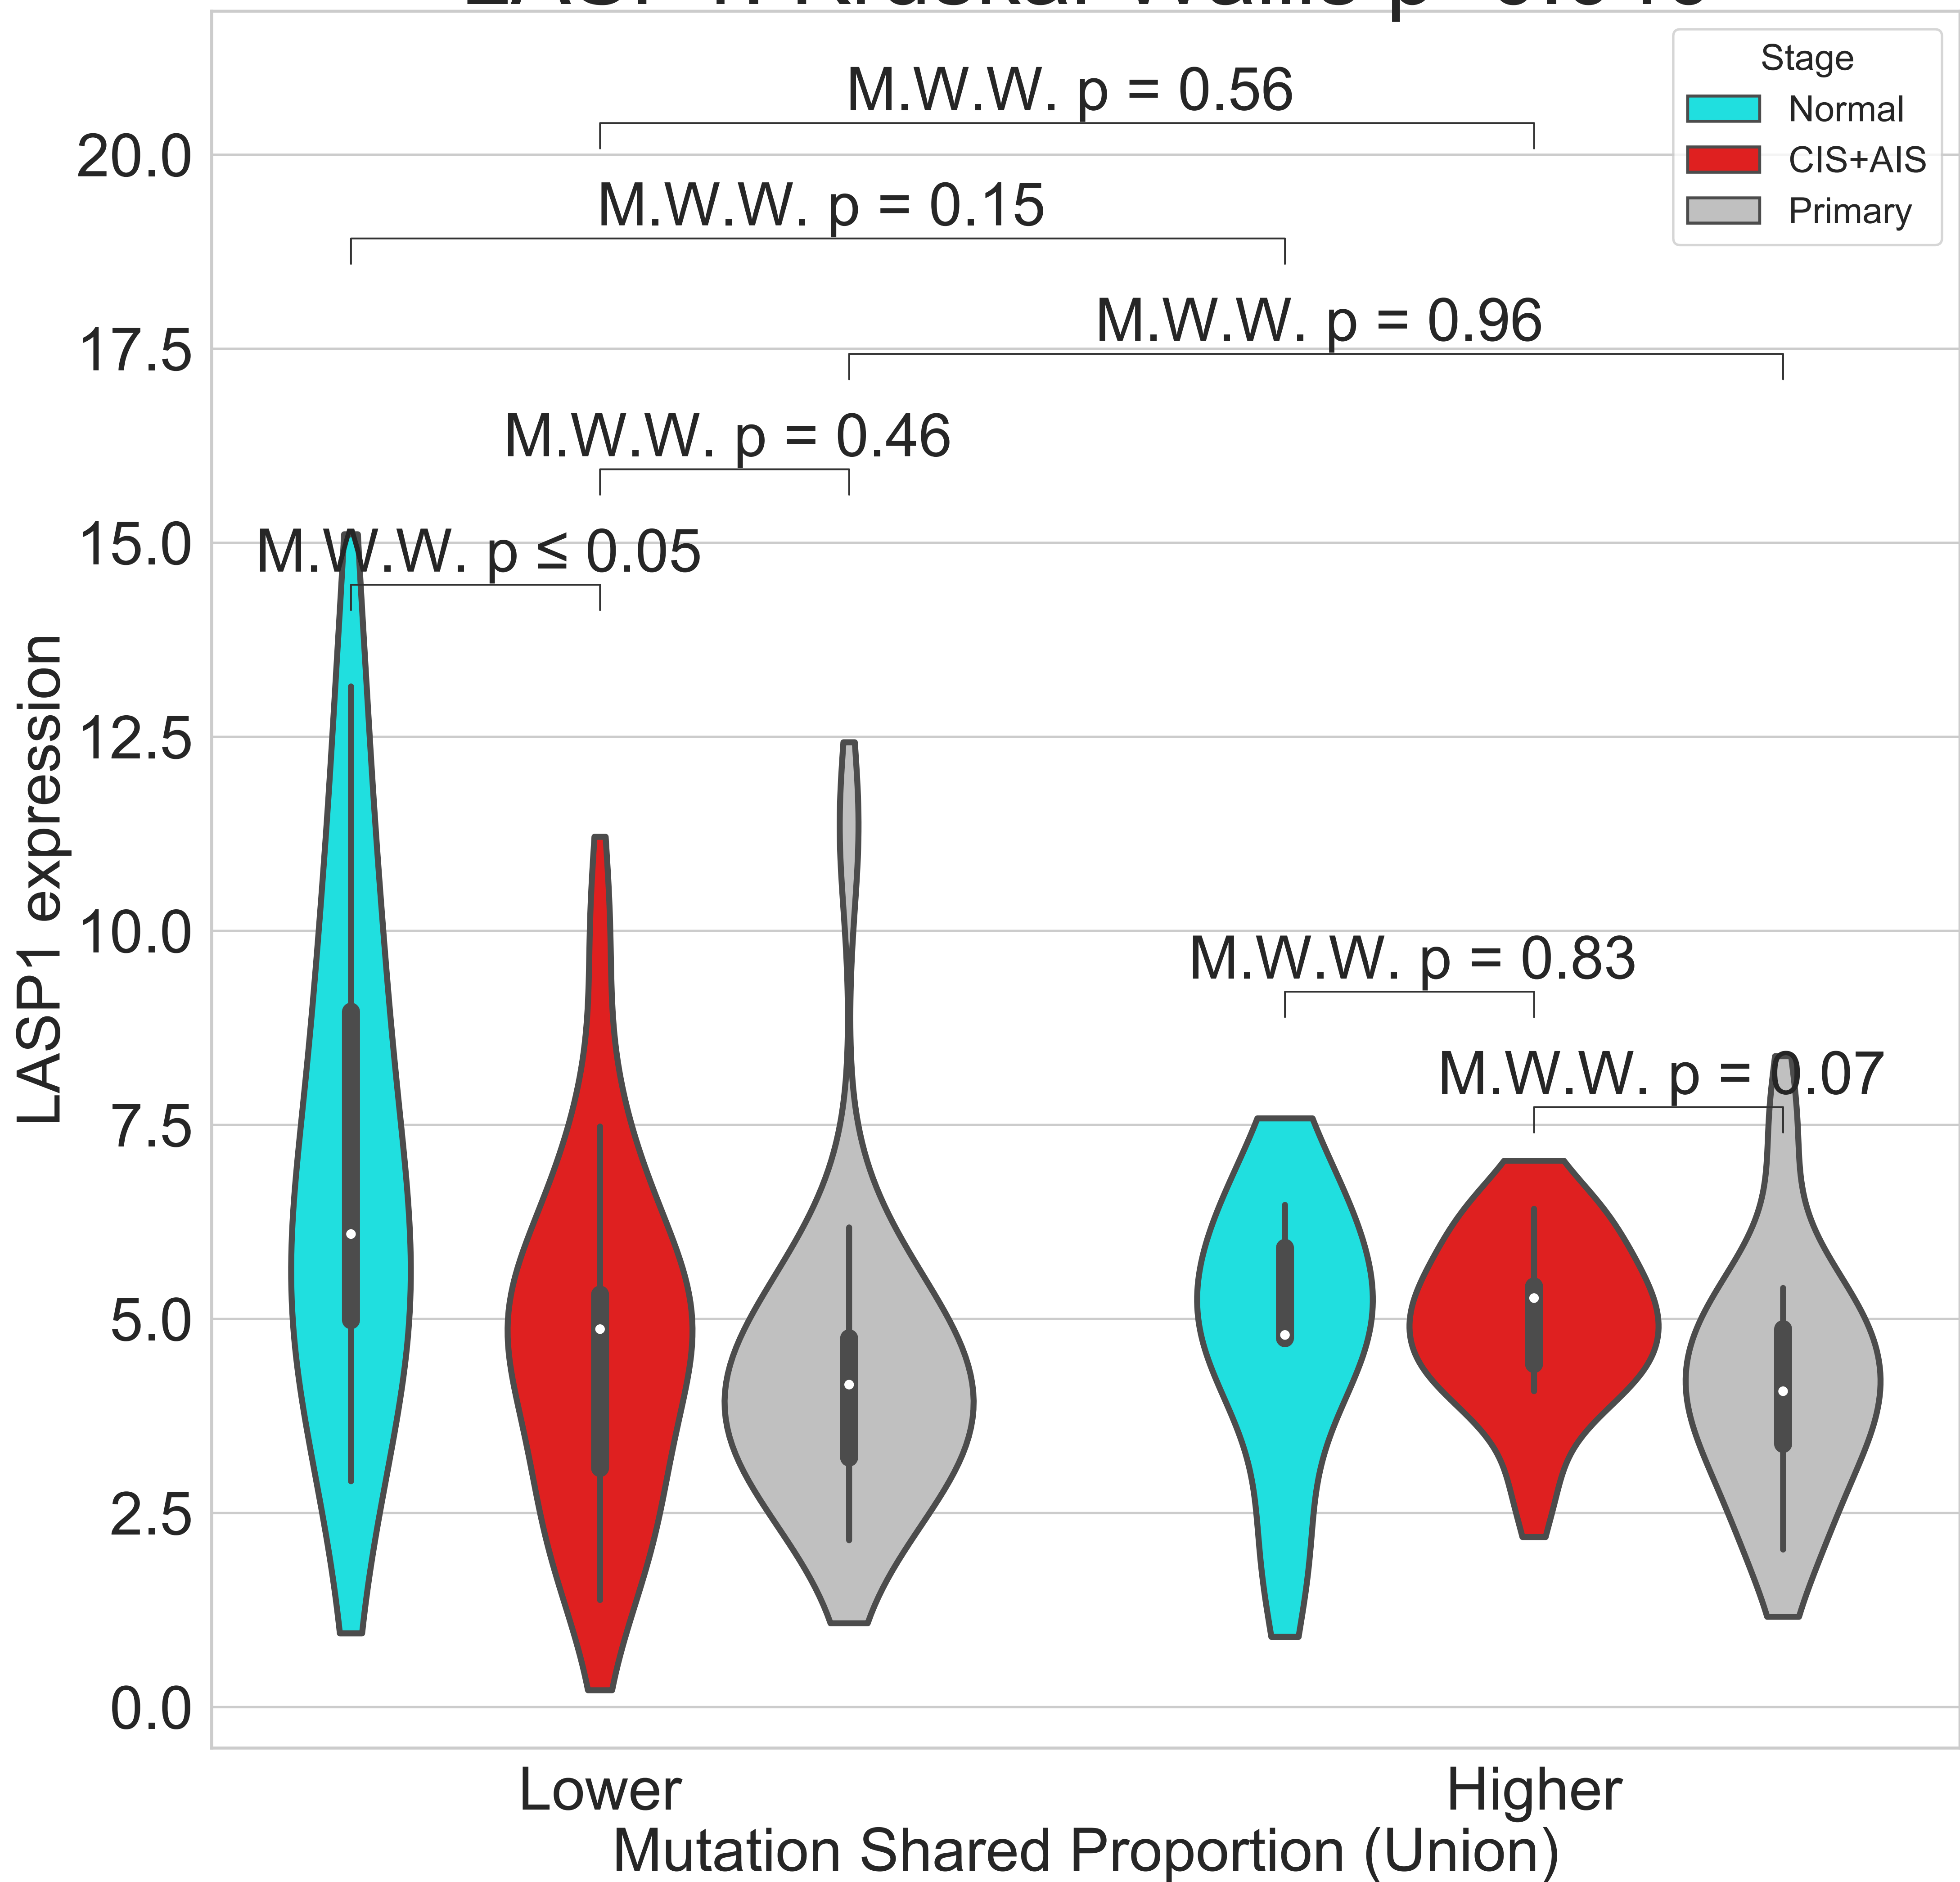 Stage
Normal
CIS+AIS
Primary
M.W.W. p = 0.56
M.W.W. p = 0.15
M.W.W. p = 0.96
M.W.W. p = 0.46
M.W.W. p ≤ 0.05
M.W.W. p = 0.83
M.W.W. p = 0.07
20.0
17.5
15.0
12.5
10.0
7.5
5.0
2.5
0.0
LASP1 expression
Lower
Higher
Mutation Shared Proportion (Union)